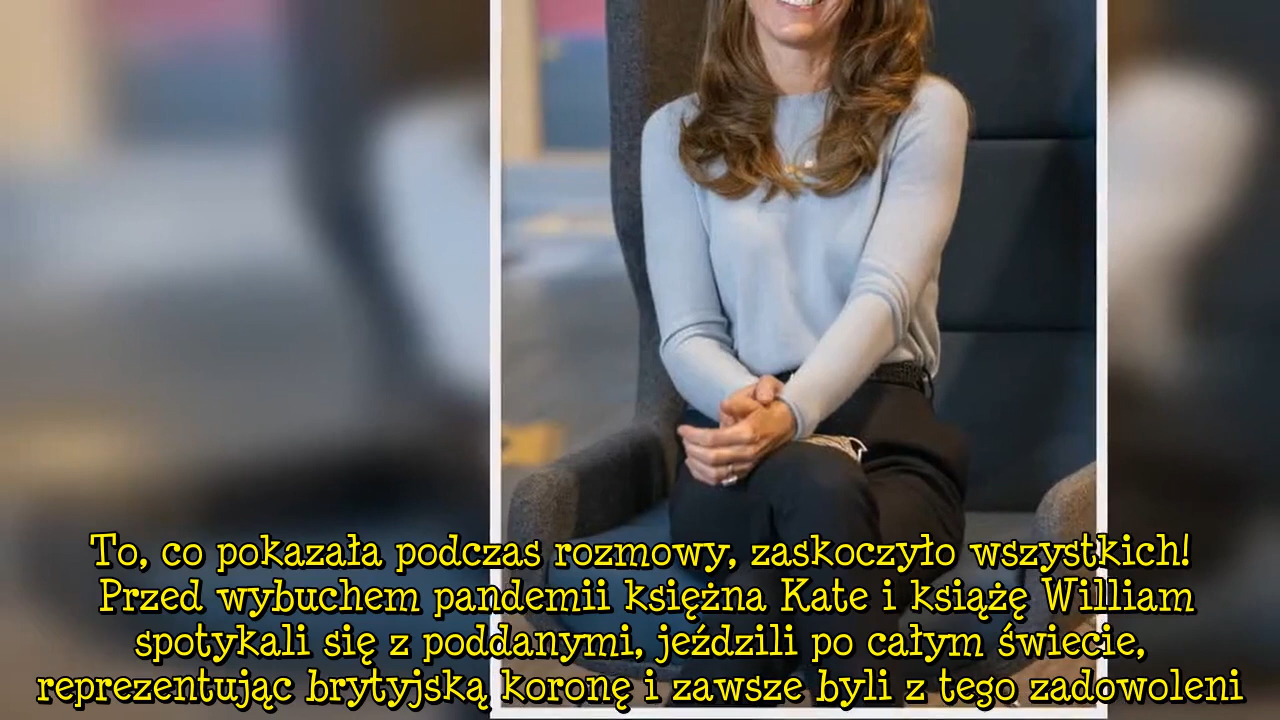 To, co pokazała podczas rozmowy, zaskoczyło wszystkich!
Przed wybuchem pandemii księżna Kate i książę William
spotykali się z poddanymi, jeździli po całym świecie,
reprezentując brytyjską koronę i zawsze byli z tego zadowoleni